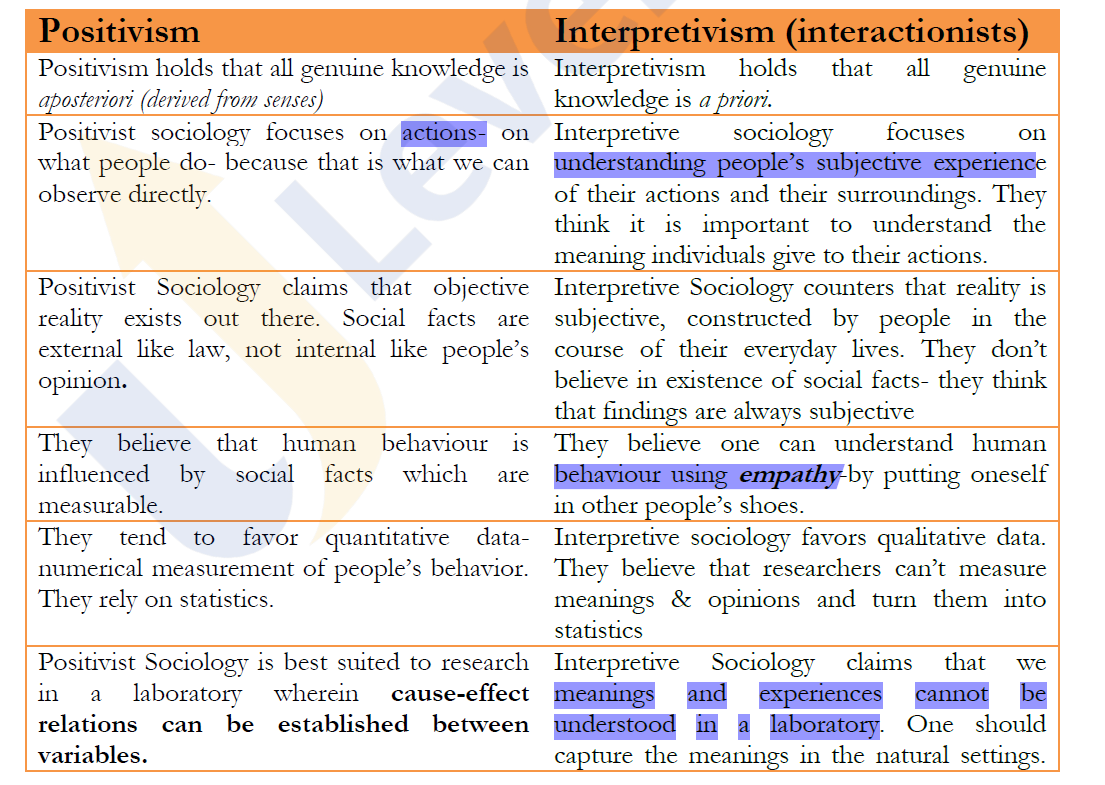 Positivism
Interpretivism (interactionists)
Positivism holds that all genuine knowledge is
aposteriori (derived from senses)
Interpretivism holds that all genuine
knowledge is a priori.
Positivist sociology focuses on actions- on
what people do- because that is what we can
observe directly.
Interpretive sociology focuses on
understanding people's subjective experience
of their actions and their surroundings. They
think it is important to understand the
meaning individuals give to their actions.
Positivist Sociology claims that objective
reality exists out there. Social facts are
external like law, not internal like people's
opinion.
Interpretive Sociology counters that reality is
subjective, constructed by people in the
course of their everyday lives. They don't
believe in existence of social facts- they think
that findings are always subjective
They believe that human behaviour is
influenced by social facts which are
measurable.
They believe one can understand human
behaviour using empathy-by putting oneself
in other people's shoes.
They tend to favor quantitative data-
numerical measurement of people's behavior.
They rely on statistics.
Interpretive sociology favors qualitative data.
They believe that researchers can't measure
meanings & opinions and turn them into
statistics
Positivist Sociology is best suited to research
in a laboratory wherein cause-effect
relations can be established between
variables.
Interpretive Sociology claims that we
meanings and experiences cannot be
understood in a laboratory. One should
capture the meanings in the natural settings.
Level